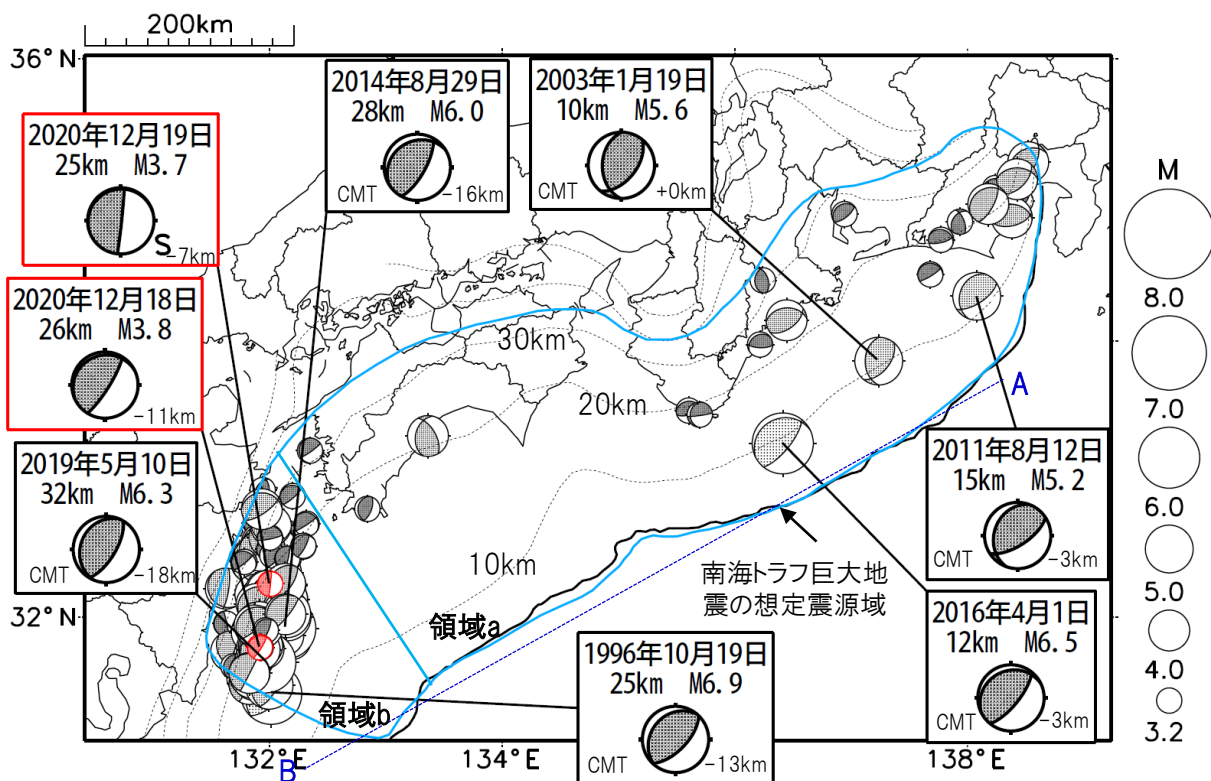 200km
36°N
2014年8月29日
28km M6.0
CMT
-16km
2003年1月19日
10km M5.6
CMT
+0km
2020年12月19日
25km M3.7
S
-7km
2020年12月18日
26km M3.8
-11km
2019年5月10日
32km M6.3
CMT
-18km
30km
20km
10km
A
2011年8月12日
15km M5.2
CMT
-3km
南海トラフ巨大地
震の想定震源域
2016年4月1日
12km M6.5
CMT
-3km
32°N
領域a
領域b
1996年10月19日
25km M6.9
CMT
-13km
B
132°E
134°E
138°E
M
8.0
7.0
6.0
5.0
4.0
3.2